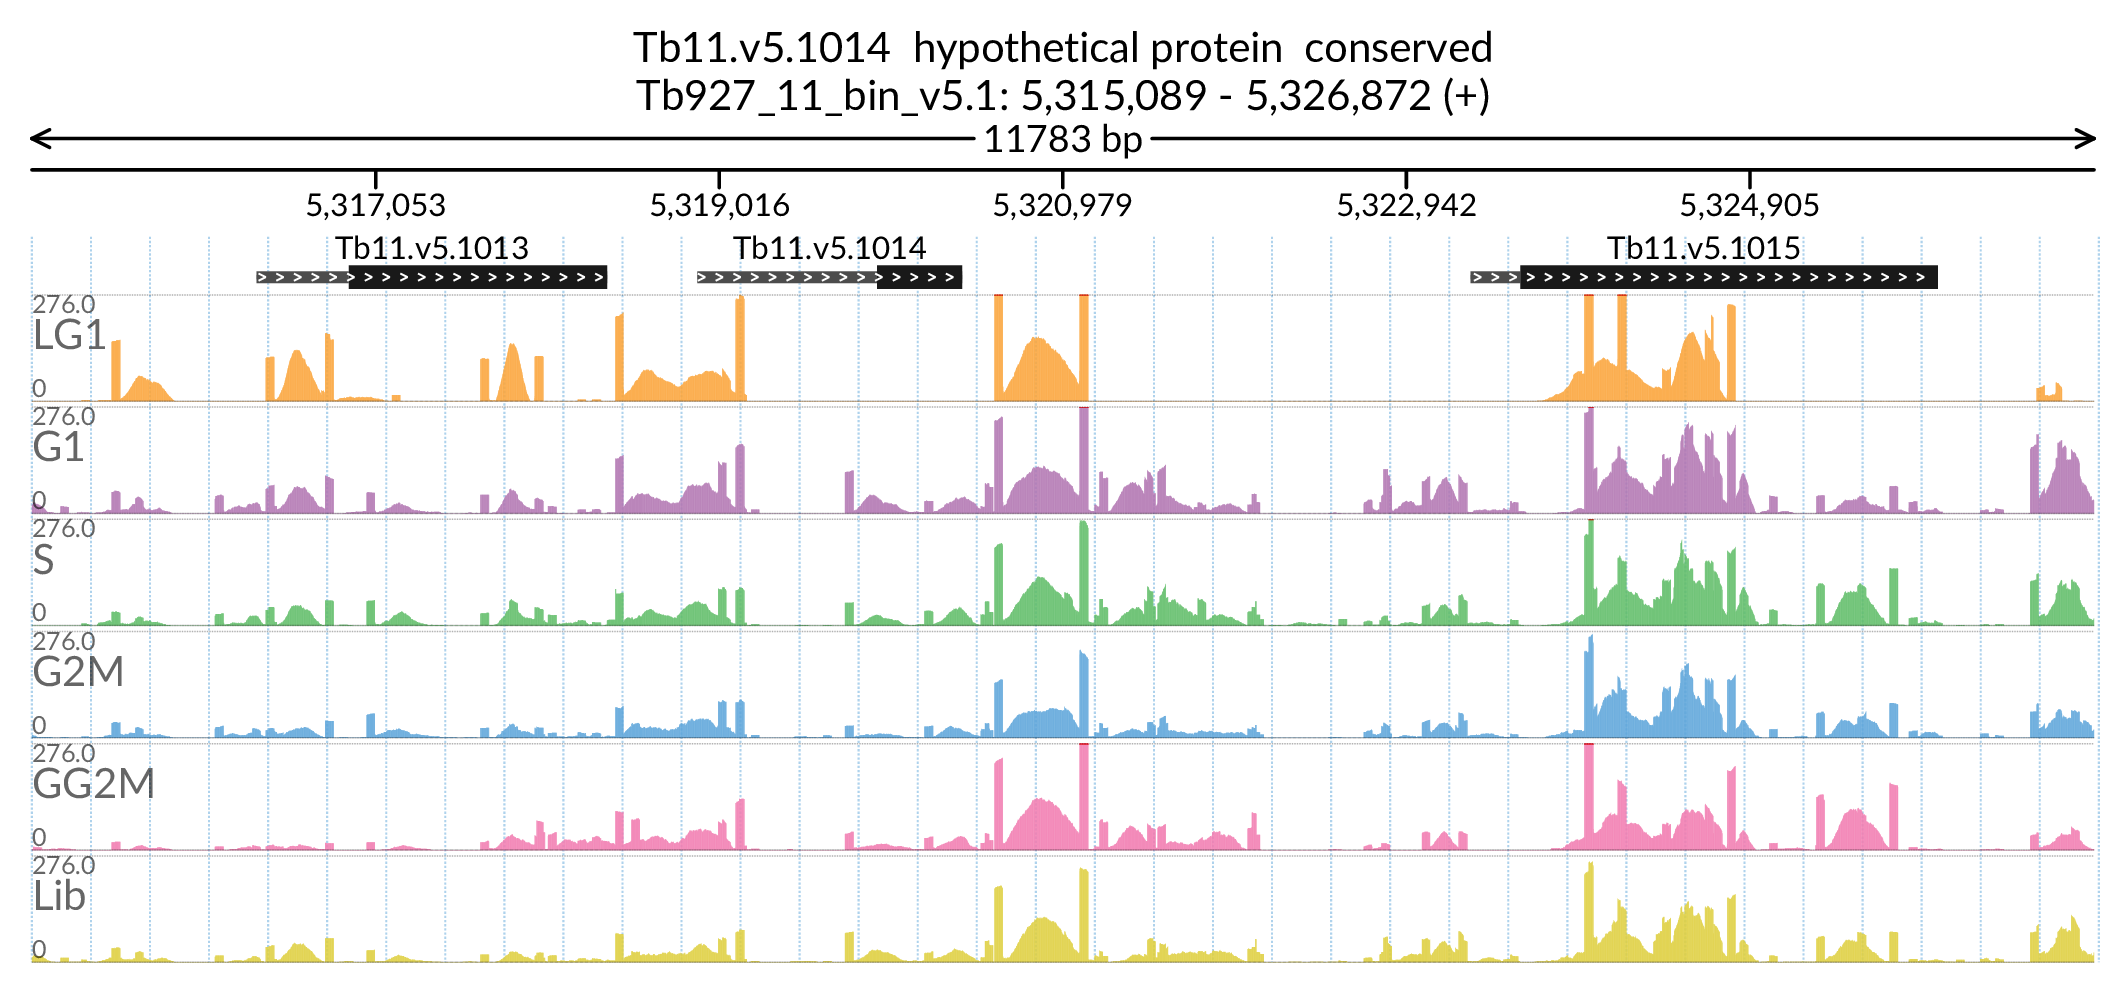 Tb11.v5.1014 hypothetical protein conserved
Tb927_11_bin_v5.1: 5,315,089 - 5,326,872 (+)
11783 bp
5,317,053 5,319,016 5,320,979 5,322,942 5,324,905
Tb11.v5.1013 Tb11.v5.1014 Tb11.v5.1015
276.0
LG1
0
276.0
G1
0
276.0
S
0
276.0
G2M
0
276.0
GG2M
0
276.0
Lib
0